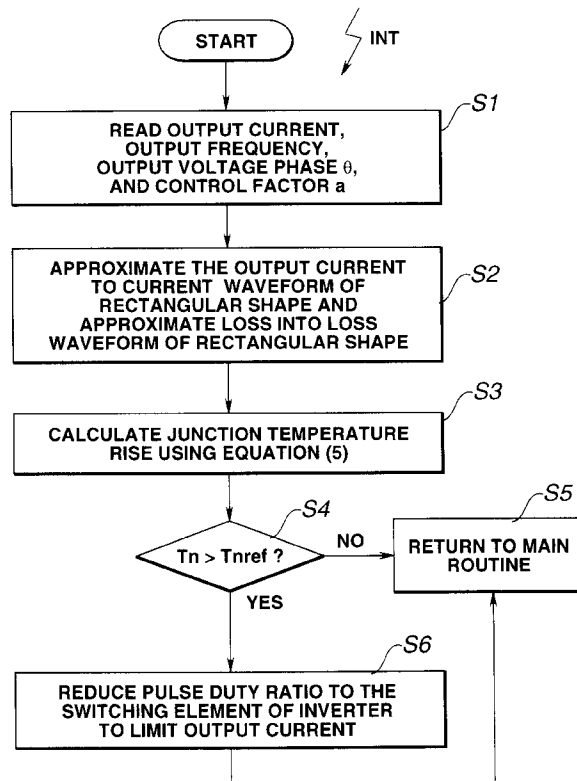 START
INT
S1
READ OUTPUT CURRENT,
OUTPUT FREQUENCY,
OUTPUT VOLTAGE PHASE θ,
AND CONTROL FACTOR a
S2
APPROXIMATE THE OUTPUT CURRENT
TO CURRENT WAVEFORM OF
RECTANGULAR SHAPE AND
APPROXIMATE LOSS INTO LOSS
WAVEFORM OF RECTANGULAR SHAPE
S3
CALCULATE JUNCTION TEMPERATURE
RISE USING EQUATION (5)
S4
Tn > Tnref ?
NO
S5
RETURN TO MAIN
ROUTINE
YES
S6
REDUCE PULSE DUTY RATIO TO THE
SWITCHING ELEMENT OF INVERTER
TO LIMIT OUTPUT CURRENT